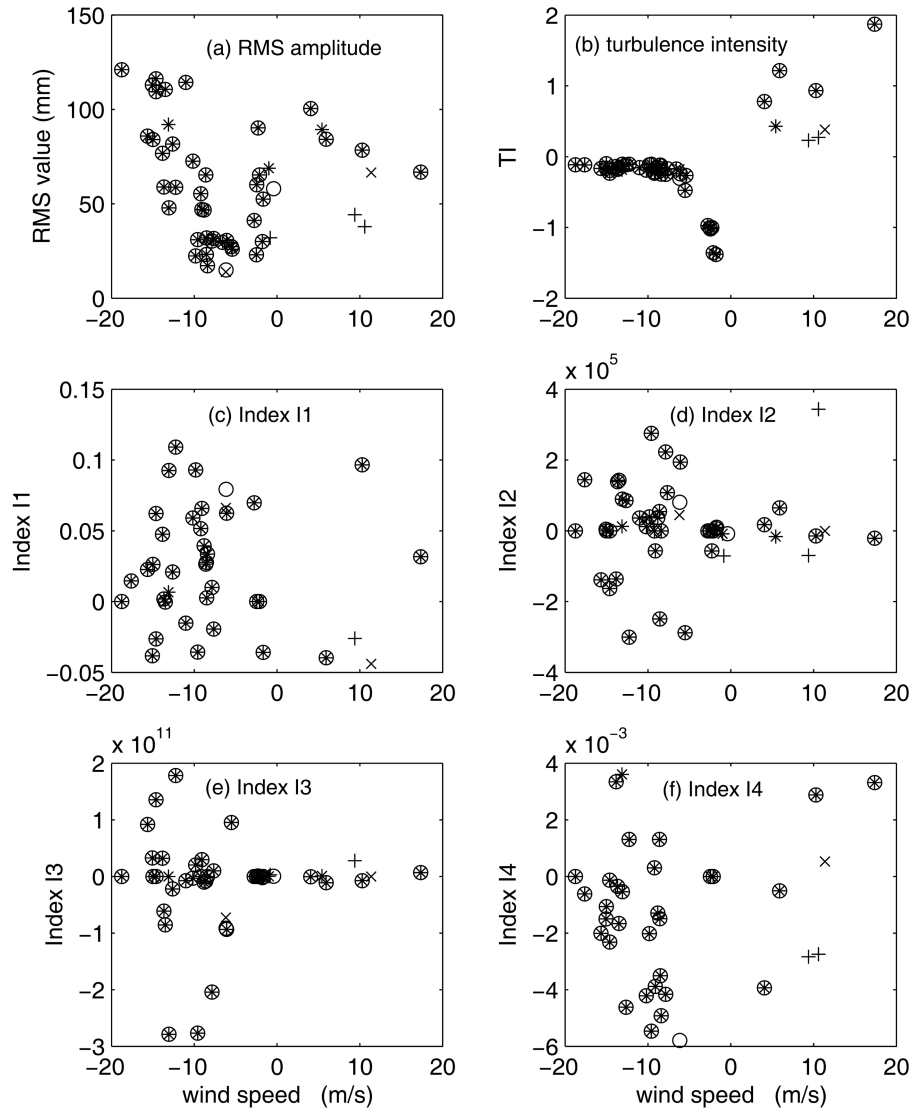 (a) RMS amplitude
RMS value (mm)
150
100
50
0
−20 −10 0 10 20
(b) turbulence intensity
TI
2
1
0
−1
−2
−20 −10 0 10 20
(c) Index I1
Index I1
0.15
0.1
0.05
0
−0.05
−20 −10 0 10 20
x 10^5
(d) Index I2
Index I2
4
2
0
−2
−4
−20 −10 0 10 20
x 10^11
(e) Index I3
Index I3
2
1
0
−1
−2
−3
−20 −10 0 10 20
wind speed (m/s)
x 10^−3
(f) Index I4
Index I4
4
2
0
−2
−4
−6
−20 −10 0 10 20
wind speed (m/s)